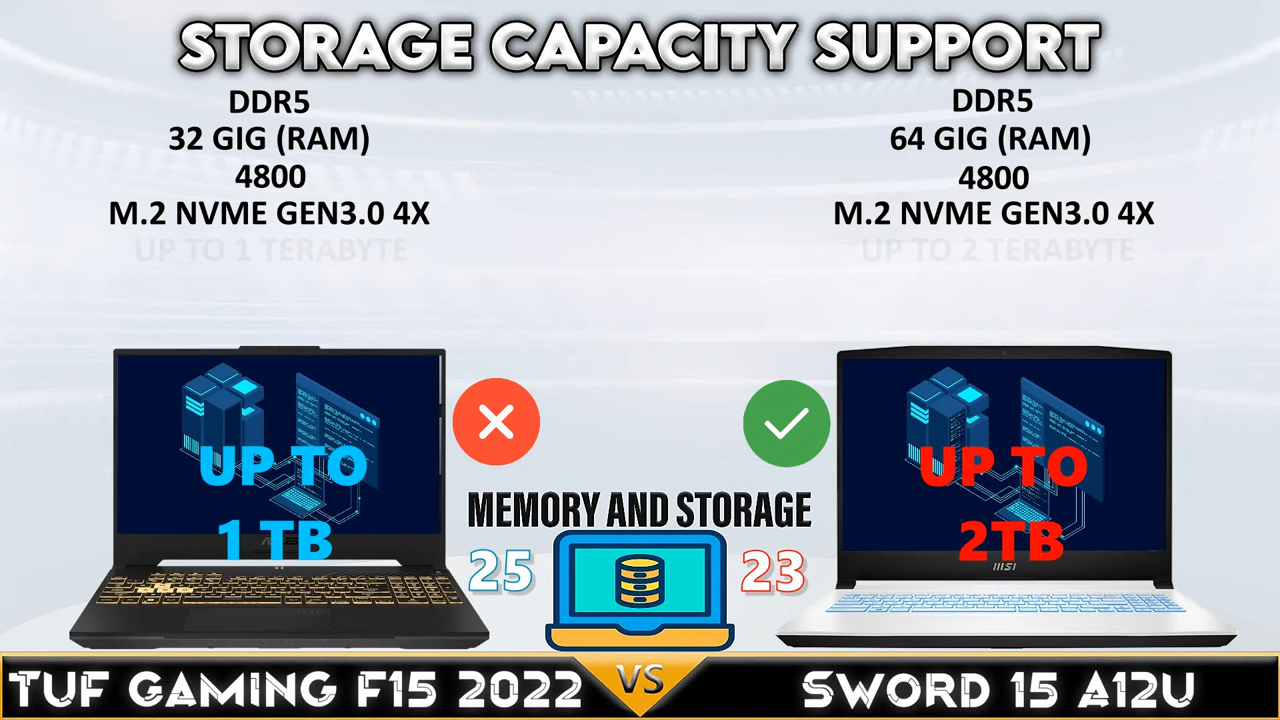 STORAGE CAPACITY SUPPORT
DDR5
32 GIG (RAM)
4800
M.2 NVME GEN3.0 4X
UP TO 1 TERABYTE
DDR5
64 GIG (RAM)
4800
M.2 NVME GEN3.0 4X
UP TO 2 TERABYTE
UP TO
1 TB
UP TO
2TB
MEMORY AND STORAGE
25
23
MSI
TUF GAMING F15 2022
VS
SWORD 15 A12U